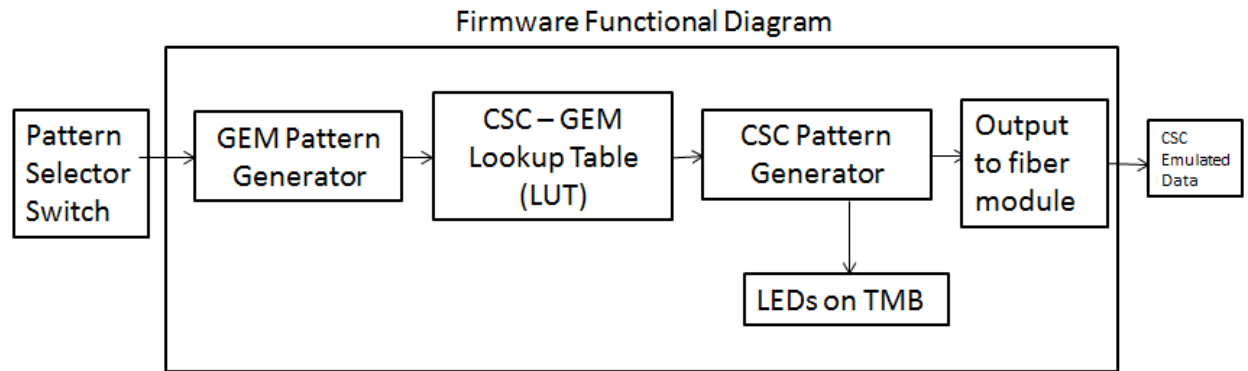 Firmware Functional Diagram
Pattern
Selector
Switch
GEM Pattern
Generator
CSC – GEM
Lookup Table
(LUT)
CSC Pattern
Generator
Output
to fiber
module
CSC
Emulated
Data
LEDs on TMB